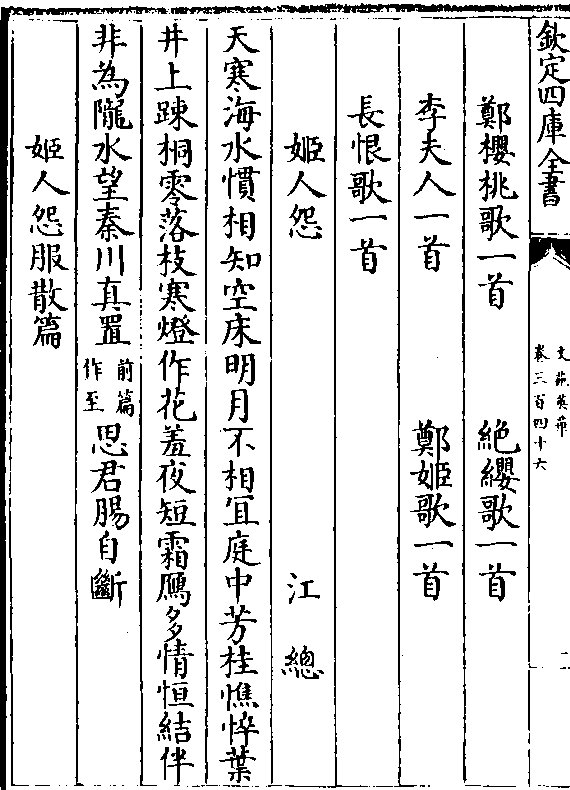 欽定四庫全書
文苑英華
卷三百四十六
二
鄭櫻桃歌一首 絶纓歌一首
李夫人一首 鄭姬歌一首
長恨歌一首
姬人怨 江總
天寒海水慣相知空床明月不相宜庭中芳桂憔悴葉
井上踈桐零落枝寒燈作花羞夜短霜鴈多情恒結伴
非為隴水望秦川真置前篇作至思君腸自斷
姬人怨服散篇